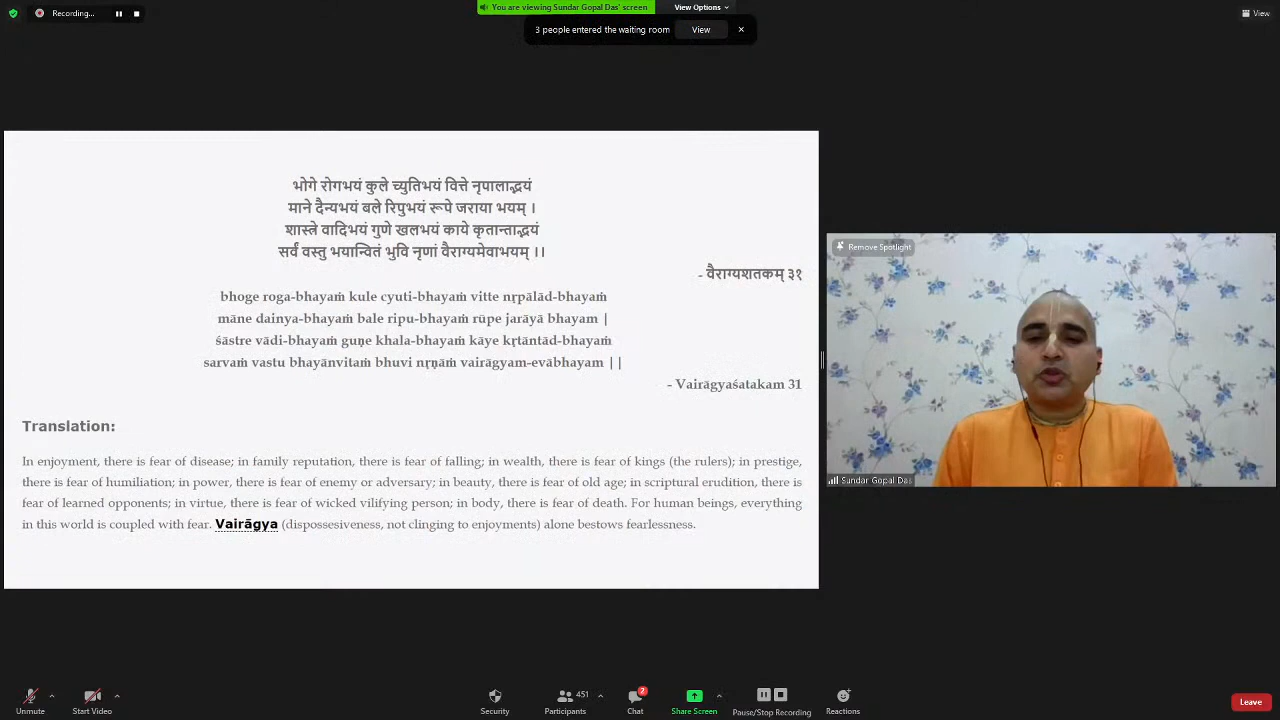 Recording...
You are viewing Sundar Gopal Das' screen
View Options
View
3 people entered the waiting room
View
भोगे रोगभयं कुले च्युतिभयं वित्ते नृपालाद्भयं
माने दैन्यभयं बले रिपुभयं रूपे जराया भयम् ।
शास्त्रे वादिभयं गुणे खलभयं काये कृतान्ताद्भयं
सर्वं वस्तु भयान्वितं भुवि नृणां वैराग्यमेवाभयम् ।।
- वैराग्यशतकम् ३१
bhoge roga-bhayaṁ kule cyuti-bhayaṁ vitte nṛpālād-bhayaṁ
māne dainya-bhayaṁ bale ripu-bhayaṁ rūpe jarāyā bhayam |
śāstre vādi-bhayaṁ guṇe khala-bhayaṁ kāye kṛtāntād-bhayaṁ
sarvaṁ vastu bhayānvitaṁ bhuvi nṛṇāṁ vairāgyam-evābhayam ||
- Vairāgyaśatakam 31
Translation:
In enjoyment, there is fear of disease; in family reputation, there is fear of falling; in wealth, there is fear of kings (the rulers); in prestige,
there is fear of humiliation; in power, there is fear of enemy or adversary; in beauty, there is fear of old age; in scriptural erudition, there is
fear of learned opponents; in virtue, there is fear of wicked vilifying person; in body, there is fear of death. For human beings, everything
in this world is coupled with fear. Vairāgya (dispossesiveness, not clinging to enjoyments) alone bestows fearlessness.
Remove Spotlight
Sundar Gopal Das
Unmute
Start Video
Security
Participants
451
Chat
2
Share Screen
Pause/Stop Recording
Reactions
Leave